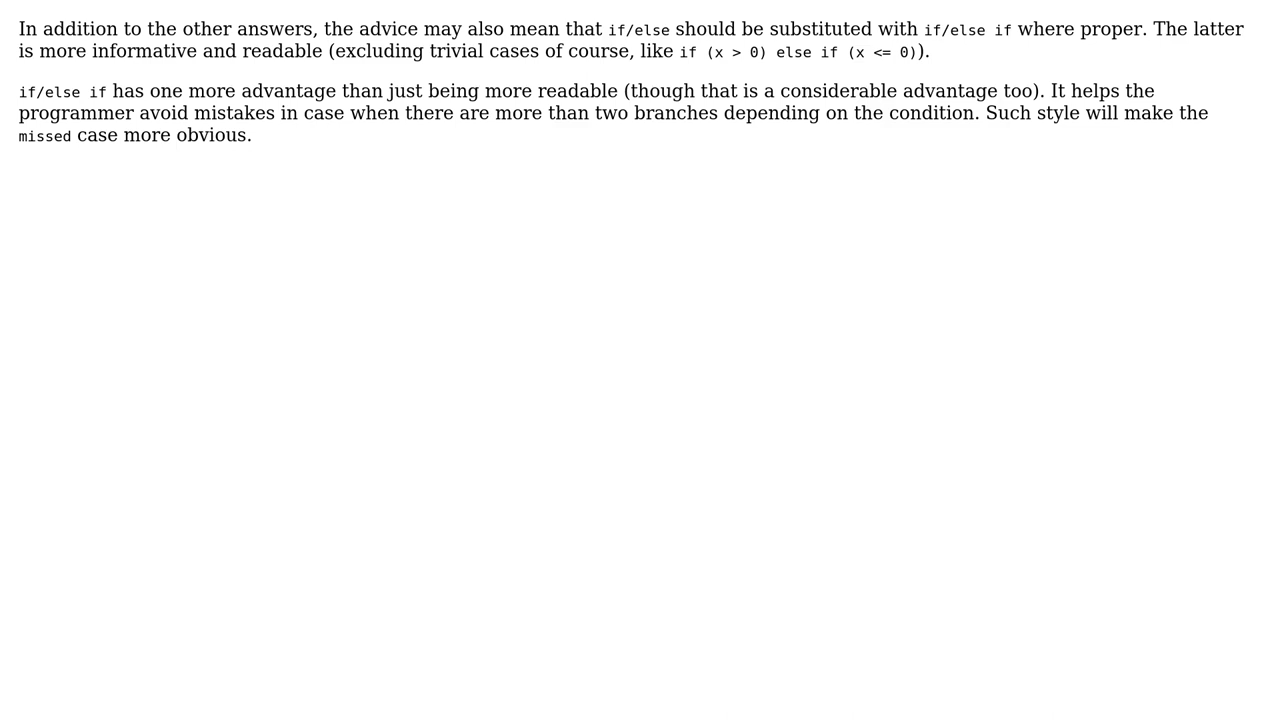 In addition to the other answers, the advice may also mean that if/else should be substituted with if/else if where proper. The latter
is more informative and readable (excluding trivial cases of course, like if (x > 0) else if (x <= 0)).
if/else if has one more advantage than just being more readable (though that is a considerable advantage too). It helps the
programmer avoid mistakes in case when there are more than two branches depending on the condition. Such style will make the
missed case more obvious.